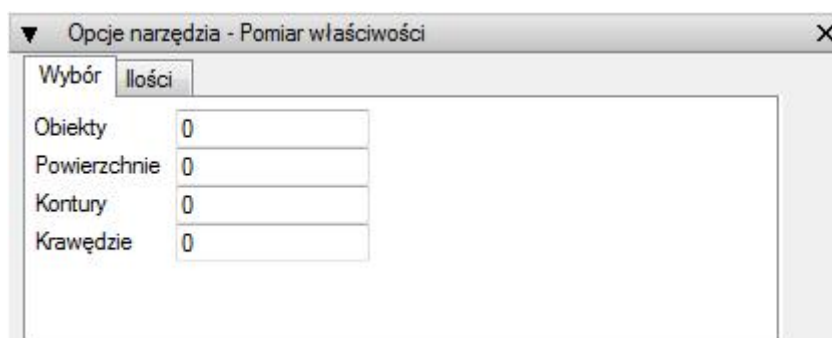 Opcje narzędzia - Pomiar właściwości
Wybór Ilości
Obiekty 0
Powierzchnie 0
Kontury 0
Krawędzie 0